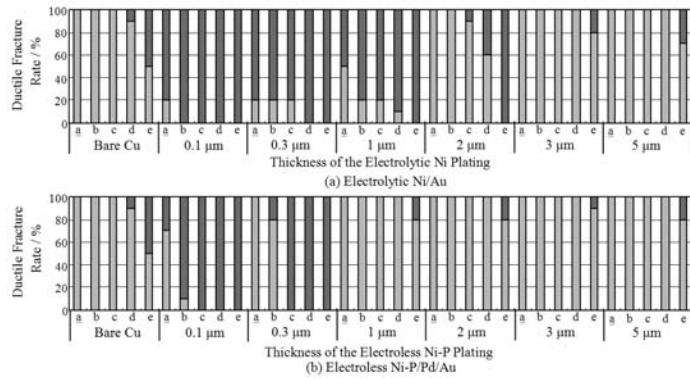 Ductile Fracture
Rate / %
100
80
60
40
20
0
a b c d e a b c d e a b c d e a b c d e a b c d e a b c d e a b c d e
Bare Cu 0.1 μm 0.3 μm 1 μm 2 μm 3 μm 5 μm
Thickness of the Electrolytic Ni Plating
(a) Electrolytic Ni/Au
Ductile Fracture
Rate / %
100
80
60
40
20
0
a b c d e a b c d e a b c d e a b c d e a b c d e a b c d e a b c d e
Bare Cu 0.1 μm 0.3 μm 1 μm 2 μm 3 μm 5 μm
Thickness of the Electroless Ni-P Plating
(b) Electroless Ni-P/Pd/Au